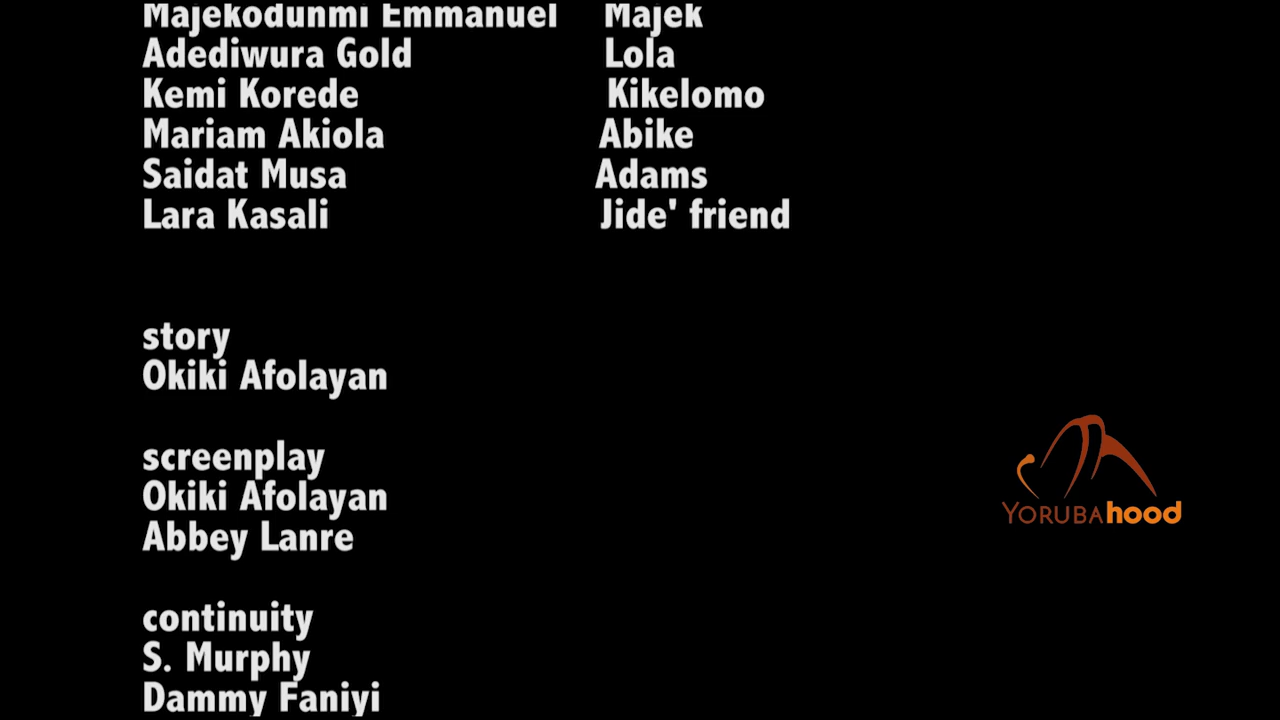 Majekodunmi Emmanuel Majek
Adediwura Gold Lola
Kemi Korede Kikelomo
Mariam Akiola Abike
Saidat Musa Adams
Lara Kasali Jide' friend
story
Okiki Afolayan
screenplay
Okiki Afolayan
Abbey Lanre
YORUBAhood
continuity
S. Murphy
Dammy Faniyi